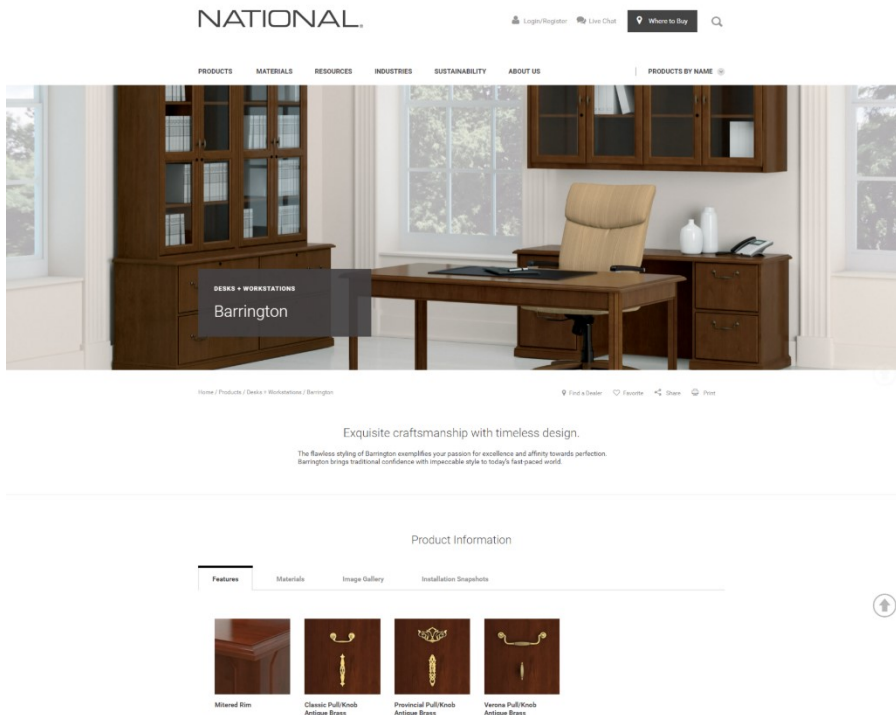 NATIONAL.
Login/Register Live Chat Where to Buy
PRODUCTS MATERIALS RESOURCES INDUSTRIES SUSTAINABILITY ABOUT US PRODUCTS BY NAME
DESKS + WORKSTATIONS
Barrington
Home / Products / Desks + Workstations / Barrington
Find a Dealer Favorite Share Print
Exquisite craftsmanship with timeless design.
The flawless styling of Barrington exemplifies your passion for excellence and affinity towards perfection.
Barrington brings traditional confidence with impeccable style to today's fast-paced world.
Product Information
Features Materials Image Gallery Installation Snapshots
Mitered Rim
Classic Pull/Knob
Antique Brass
Provincial Pull/Knob
Antique Brass
Verona Pull/Knob
Antique Brass